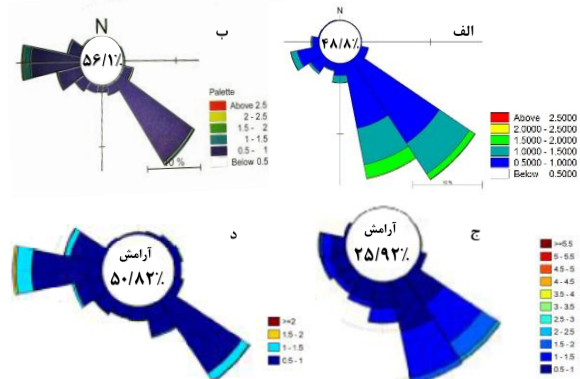 ب
N
۵۶/۱٪
Palette
Above 2.5
2 - 2.5
1.5 - 2
1 - 1.5
0.5 - 1
Below 0.5
10 %
الف
N
۴۸/۸٪
Above 2.5000
2.0000 - 2.5000
1.5000 - 2.0000
1.0000 - 1.5000
0.5000 - 1.0000
Below 0.5000
د
آرامش
۵۰/۸۲٪
>=2
1.5 - 2
1 - 1.5
0.5 - 1
ج
آرامش
۲۵/۹۲٪
>=5.5
5 - 5.5
4.5 - 5
4 - 4.5
3.5 - 4
3 - 3.5
2.5 - 3
2 - 2.5
1.5 - 2
1 - 1.5
0.5 - 1